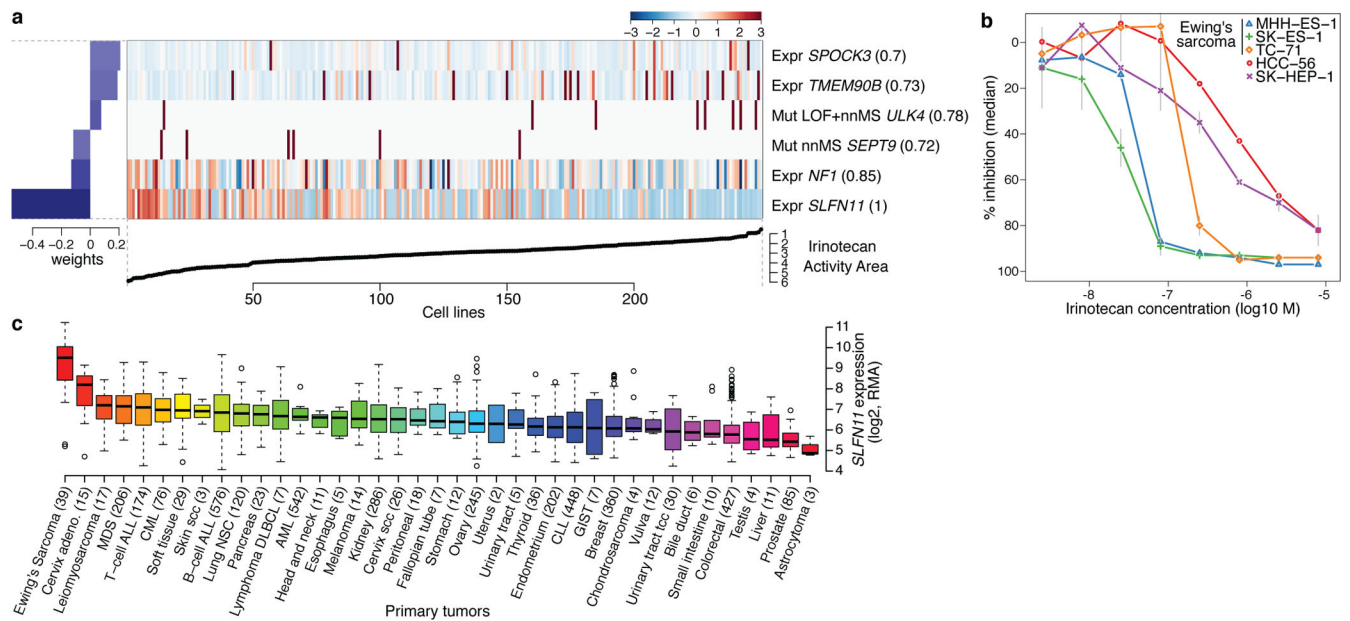 a
−3 −2 −1 0 1 2 3
Expr SPOCK3 (0.7)
Expr TMEM90B (0.73)
Mut LOF+nnMS ULK4 (0.78)
Mut nnMS SEPT9 (0.72)
Expr NF1 (0.85)
Expr SLFN11 (1)
−0.4 0 0.2
weights
1
2
3
4
5
6
Irinotecan
Activity Area
50 100 150 200
Cell lines
b
Ewing's
sarcoma
MHH−ES−1
SK−ES−1
TC−71
HCC−56
SK−HEP−1
% inhibition (median)
0
20
40
60
80
100
-8 -7 -6 -5
Irinotecan concentration (log10 M)
c
11
10
9
8
7
6
5
4
SLFN11 expression
(log2, RMA)
Ewing's Sarcoma (39)
Cervix adeno. (15)
Leiomyosarcoma (17)
MDS (206)
T−cell ALL (174)
CML (76)
Soft tissue (29)
Skin scc (3)
B−cell ALL (576)
Lung NSC (120)
Pancreas (23)
Lymphoma DLBCL (7)
AML (542)
Head and neck (11)
Esophagus (5)
Melanoma (14)
Kidney (286)
Cervix scc (26)
Peritoneal (18)
Fallopian tube (7)
Stomach (12)
Ovary (245)
Uterus (2)
Urinary tract (5)
Thyroid (36)
Endometrium (202)
CLL (448)
GIST (7)
Breast (360)
Chondrosarcoma (4)
Vulva (12)
Urinary tract tcc (30)
Bile duct (6)
Small intestine (10)
Colorectal (427)
Testis (4)
Liver (11)
Prostate (85)
Astrocytoma (3)
Primary tumors